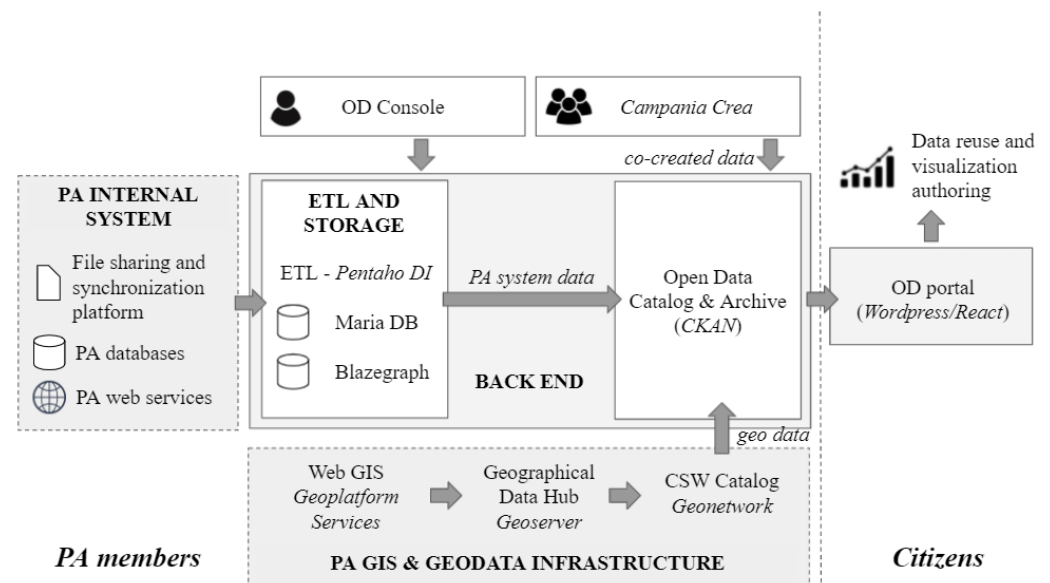 OD Console
Campania Crea
co-created data
Data reuse and
visualization
authoring
PA INTERNAL
SYSTEM
File sharing and
synchronization
platform
PA databases
PA web services
ETL AND
STORAGE
ETL - Pentaho DI
Maria DB
Blazegraph
PA system data
BACK END
Open Data
Catalog & Archive
(CKAN)
OD portal
(Wordpress/React)
geo data
Web GIS
Geoplatform
Services
Geographical
Data Hub
Geoserver
CSW Catalog
Geonetwork
PA GIS & GEODATA INFRASTRUCTURE
PA members
Citizens